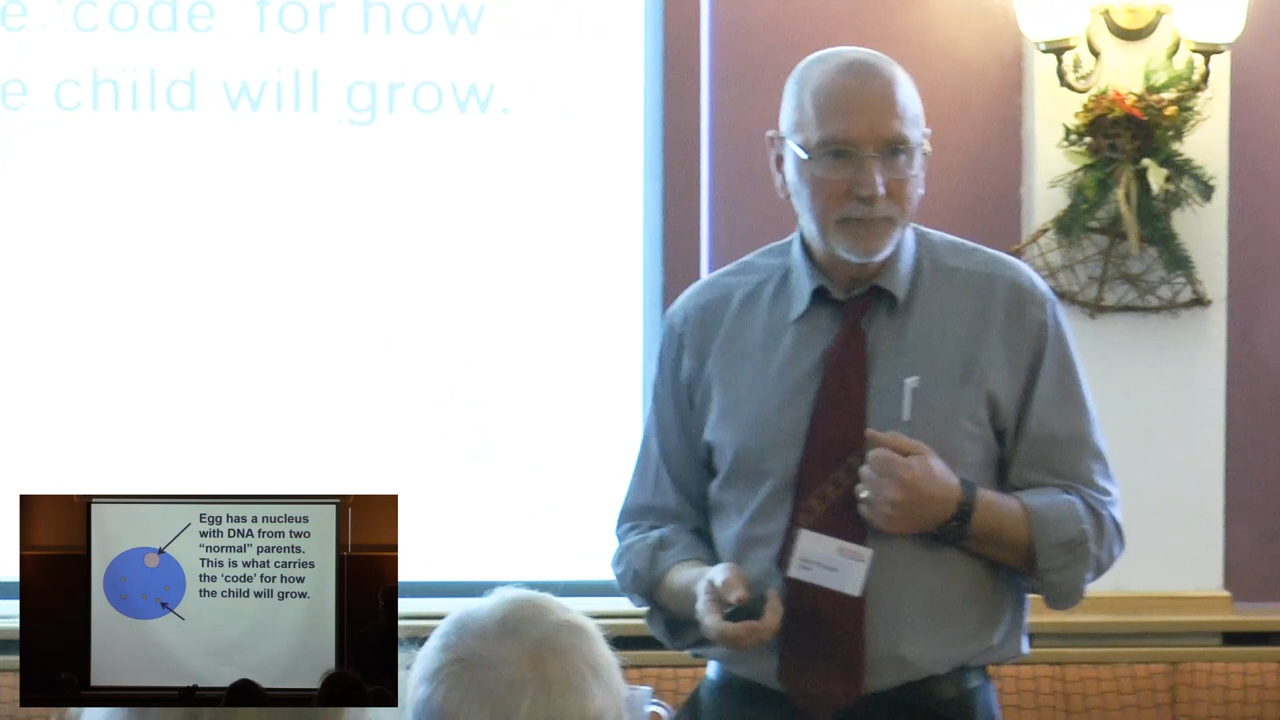 e ‘code’ for how
e child will grow.
Egg has a nucleus
with DNA from two
“normal” parents.
This is what carries
the ‘code’ for how
the child will grow.